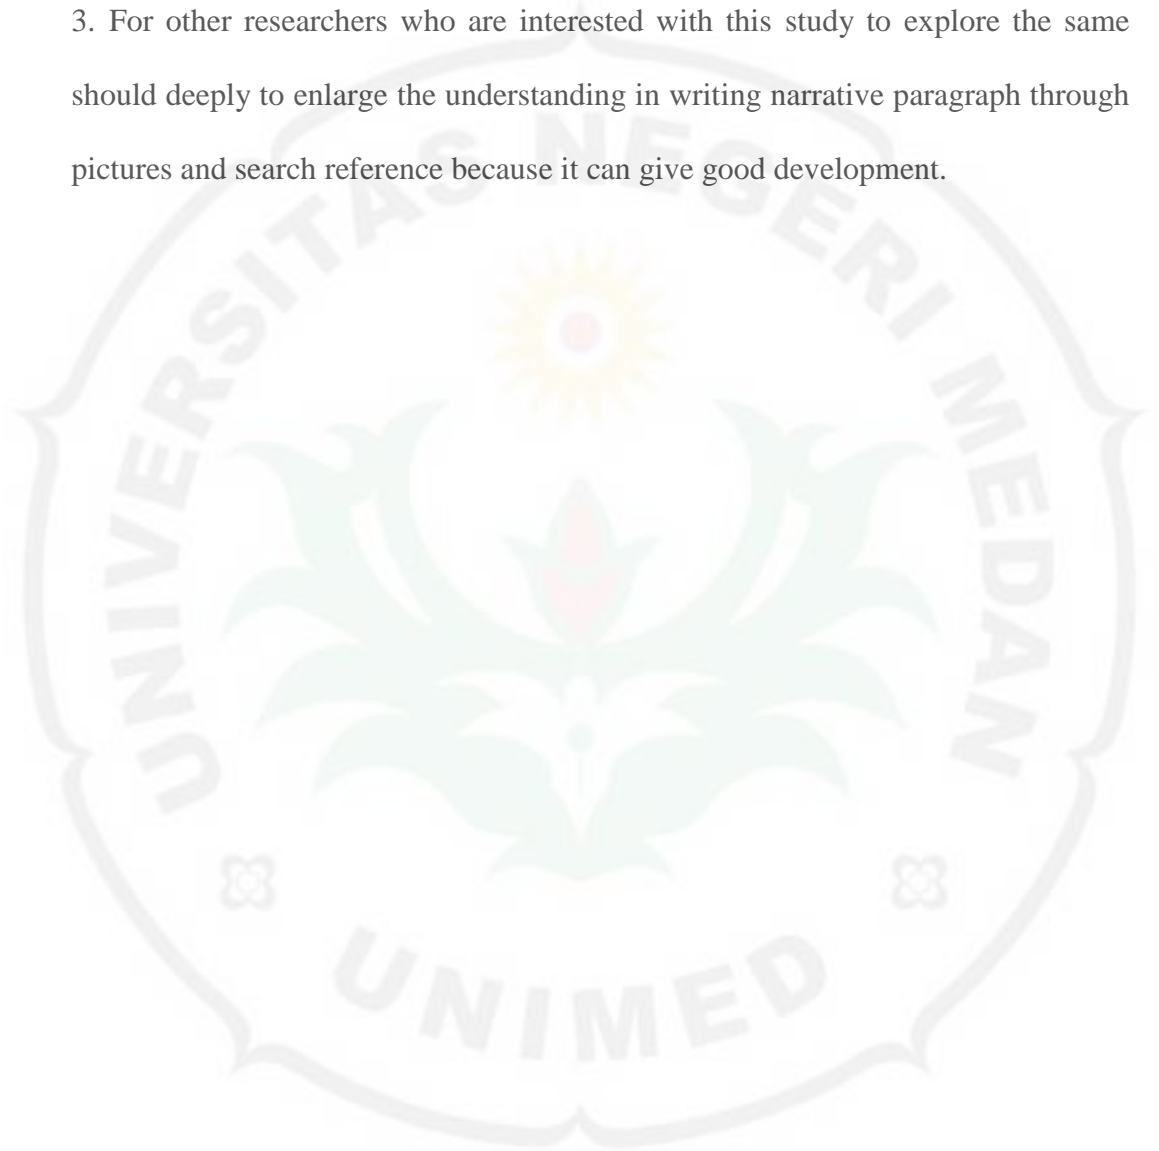 3. For other researchers who are interested with this study to explore the same
should deeply to enlarge the understanding in writing narrative paragraph through
pictures and search reference because it can give good development.
UNIVERSITAS NEGERI MEDAN
UNIMED